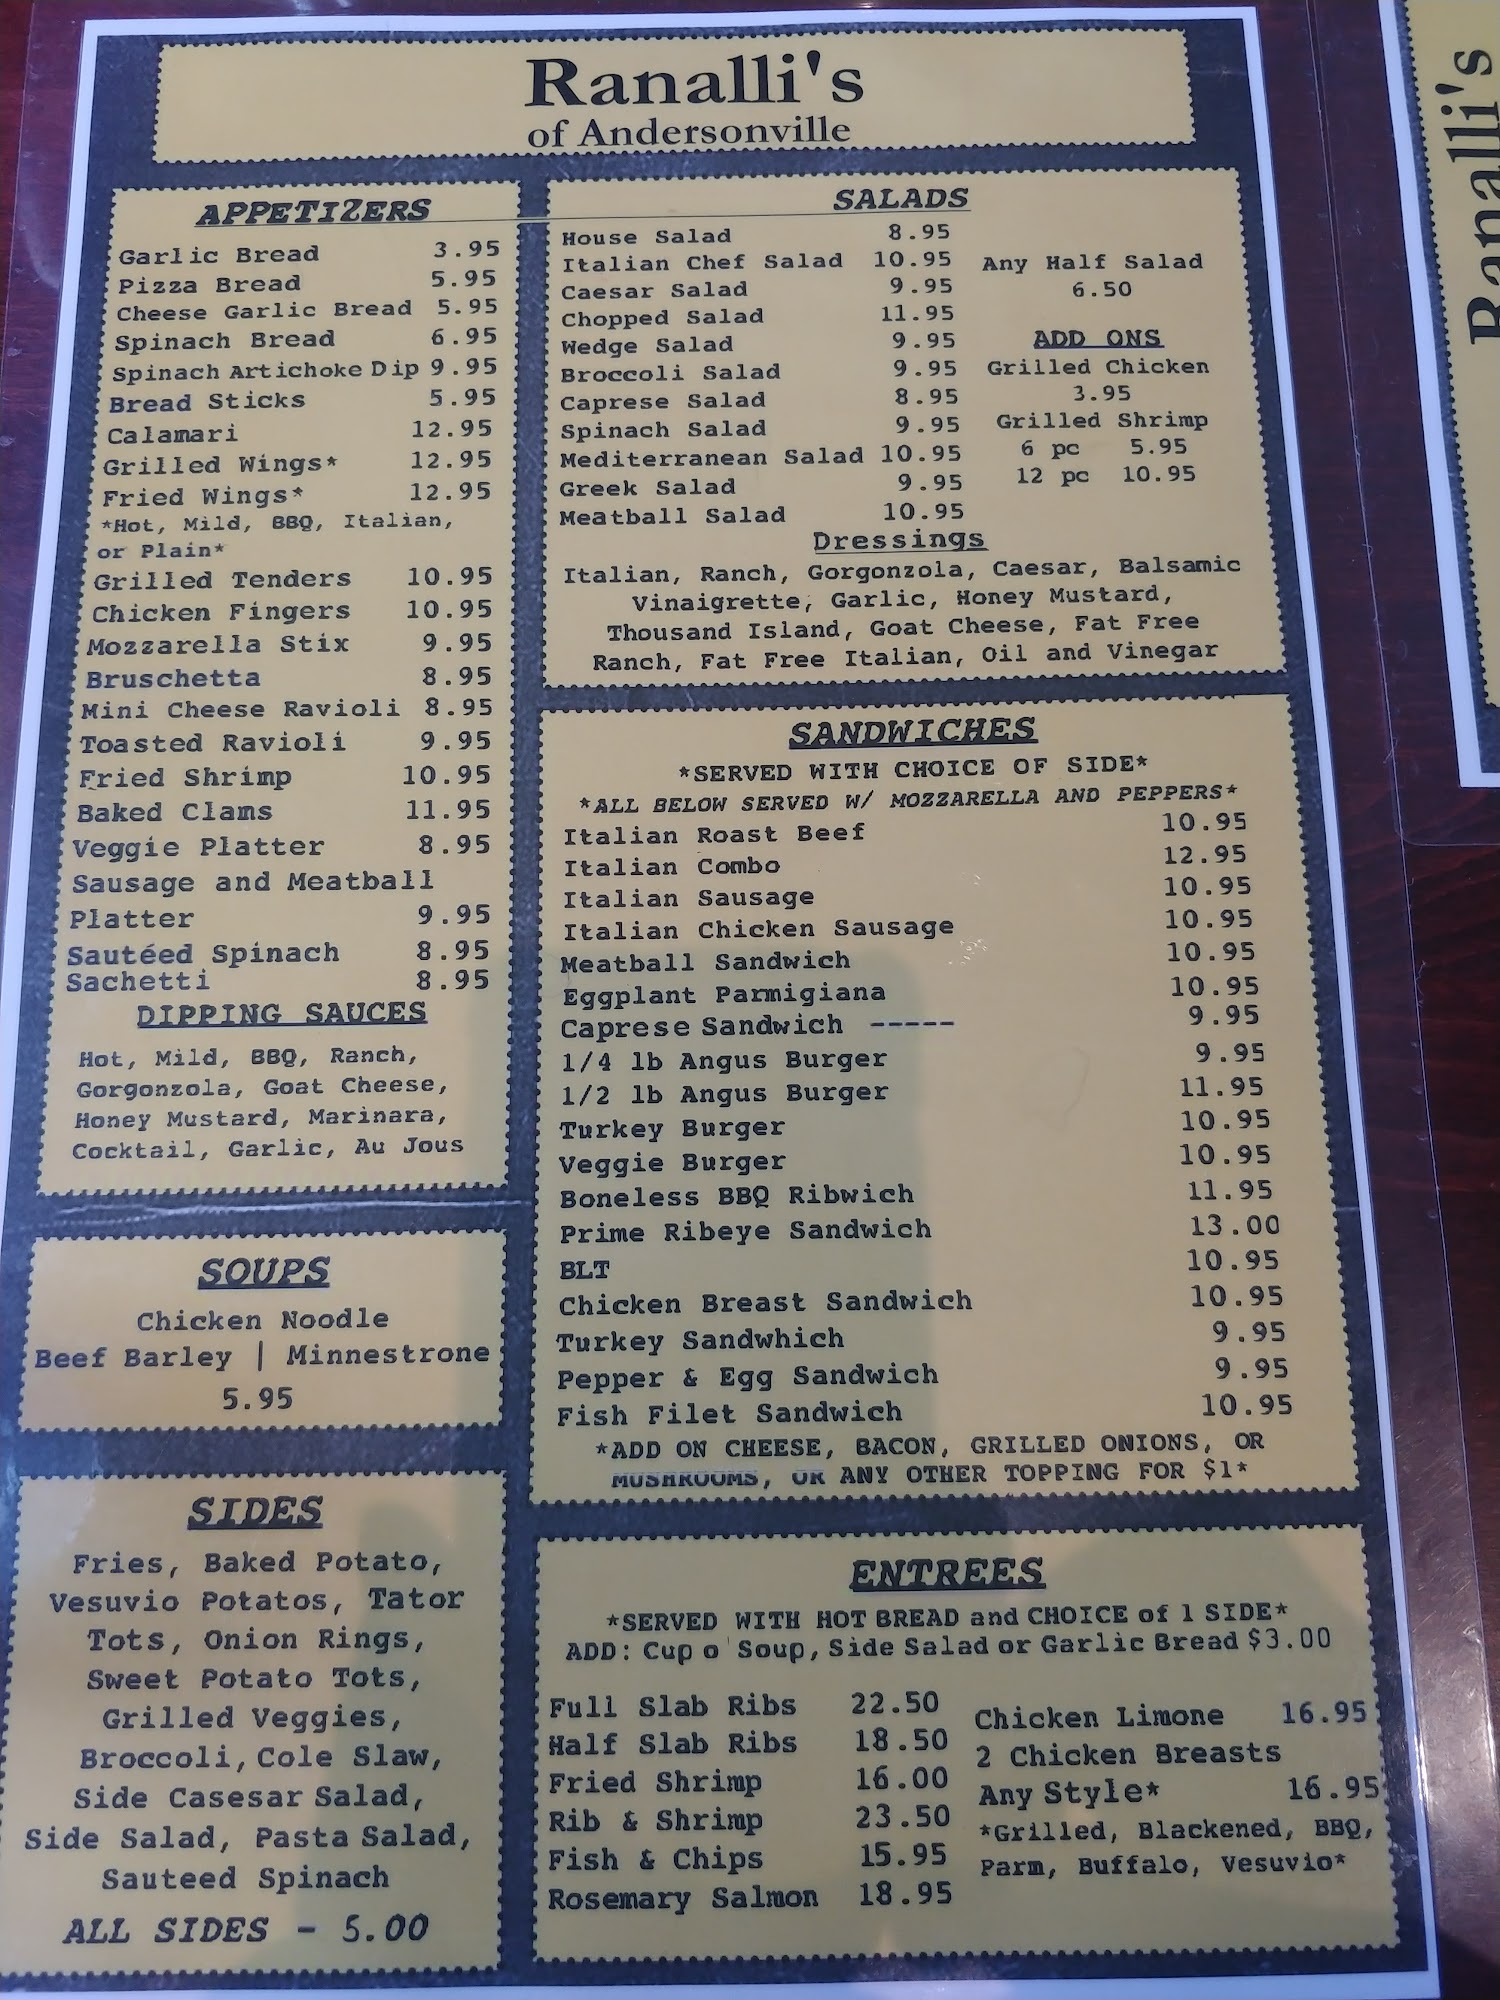 Ranalli's
of Andersonville
APPETIZERS
Garlic Bread 3.95
Pizza Bread 5.95
Cheese Garlic Bread 5.95
Spinach Bread 6.95
Spinach Artichoke Dip 9.95
Bread Sticks 5.95
Calamari 12.95
Grilled Wings* 12.95
Fried Wings* 12.95
*Hot, Mild, BBQ, Italian,
or Plain*
Grilled Tenders 10.95
Chicken Fingers 10.95
Mozzarella Stix 9.95
Bruschetta 8.95
Mini Cheese Ravioli 8.95
Toasted Ravioli 9.95
Fried Shrimp 10.95
Baked Clams 11.95
Veggie Platter 8.95
Sausage and Meatball
Platter 9.95
Sautéed Spinach 8.95
Sachetti 8.95
DIPPING SAUCES
Hot, Mild, BBQ, Ranch,
Gorgonzola, Goat Cheese,
Honey Mustard, Marinara,
Cocktail, Garlic, Au Jous
SOUPS
Chicken Noodle
Beef Barley | Minnestrone
5.95
SIDES
Fries, Baked Potato,
Vesuvio Potatos, Tator
Tots, Onion Rings,
Sweet Potato Tots,
Grilled Veggies,
Broccoli, Cole Slaw,
Side Casesar Salad,
Side Salad, Pasta Salad,
Sauteed Spinach
ALL SIDES - 5.00
SALADS
House Salad 8.95
Italian Chef Salad 10.95
Caesar Salad 9.95
Chopped Salad 11.95
Wedge Salad 9.95
Broccoli Salad 9.95
Caprese Salad 8.95
Spinach Salad 9.95
Mediterranean Salad 10.95
Greek Salad 9.95
Meatball Salad 10.95
Any Half Salad
6.50
ADD ONS
Grilled Chicken
3.95
Grilled Shrimp
6 pc 5.95
12 pc 10.95
Dressings
Italian, Ranch, Gorgonzola, Caesar, Balsamic
Vinaigrette, Garlic, Honey Mustard,
Thousand Island, Goat Cheese, Fat Free
Ranch, Fat Free Italian, Oil and Vinegar
SANDWICHES
*SERVED WITH CHOICE OF SIDE*
*ALL BELOW SERVED W/ MOZZARELLA AND PEPPERS*
Italian Roast Beef 10.95
Italian Combo 12.95
Italian Sausage 10.95
Italian Chicken Sausage 10.95
Meatball Sandwich 10.95
Eggplant Parmigiana 10.95
Caprese Sandwich ----- 9.95
1/4 lb Angus Burger 9.95
1/2 lb Angus Burger 11.95
Turkey Burger 10.95
Veggie Burger 10.95
Boneless BBQ Ribwich 11.95
Prime Ribeye Sandwich 13.00
BLT 10.95
Chicken Breast Sandwich 10.95
Turkey Sandwhich 9.95
Pepper & Egg Sandwich 9.95
Fish Filet Sandwich 10.95
*ADD ON CHEESE, BACON, GRILLED ONIONS, OR
MUSHROOMS, OR ANY OTHER TOPPING FOR $1*
ENTREES
*SERVED WITH HOT BREAD and CHOICE of 1 SIDE*
ADD: Cup o' Soup, Side Salad or Garlic Bread $3.00
Full Slab Ribs 22.50
Half Slab Ribs 18.50
Fried Shrimp 16.00
Rib & Shrimp 23.50
Fish & Chips 15.95
Rosemary Salmon 18.95
Chicken Limone 16.95
2 Chicken Breasts
Any Style* 16.95
*Grilled, Blackened, BBQ,
Parm, Buffalo, Vesuvio*
Ranalli's